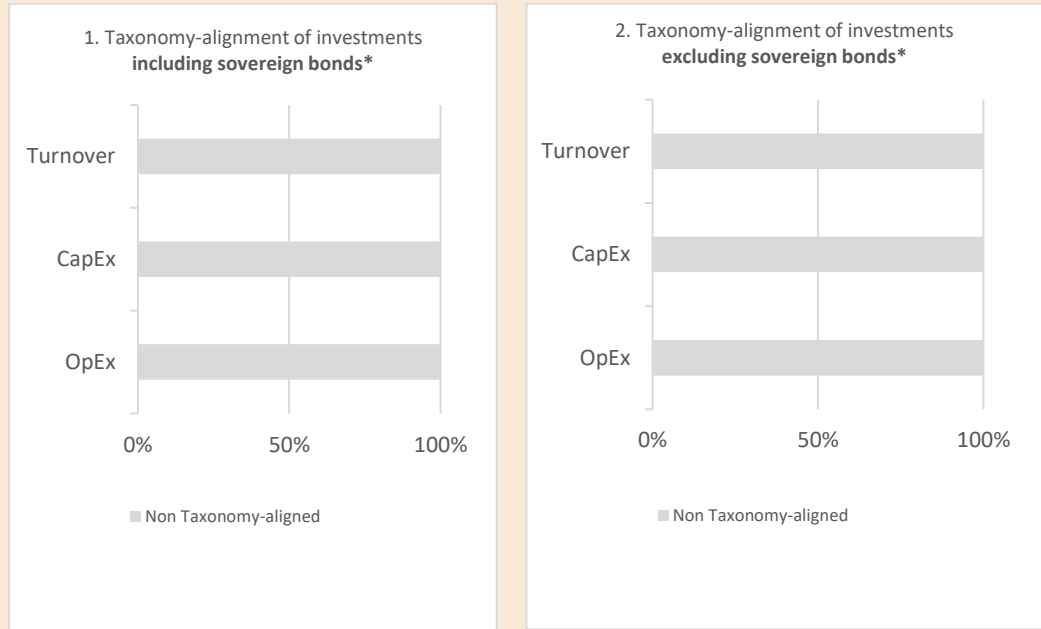 1. Taxonomy-alignment of investments
including sovereign bonds*
Turnover
CapEx
OpEx
0% 50% 100%
Non Taxonomy-aligned
2. Taxonomy-alignment of investments
excluding sovereign bonds*
Turnover
CapEx
OpEx
0% 50% 100%
Non Taxonomy-aligned